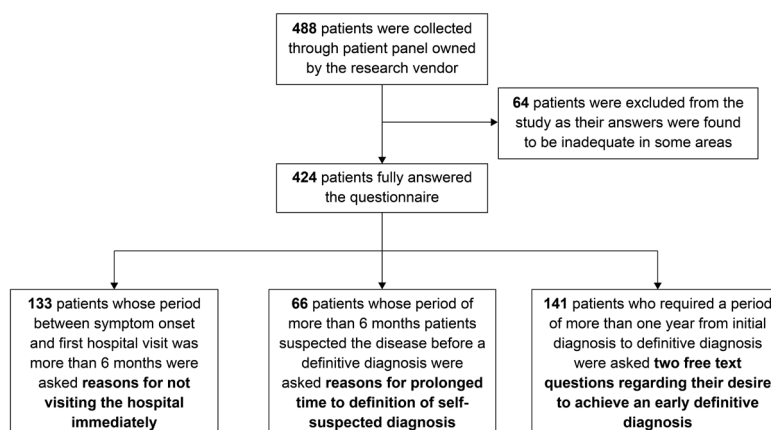 488 patients were collected
through patient panel owned
by the research vendor
64 patients were excluded from the
study as their answers were found
to be inadequate in some areas
424 patients fully answered
the questionnaire
133 patients whose period
between symptom onset
and first hospital visit was
more than 6 months were
asked reasons for not
visiting the hospital
immediately
66 patients whose period of
more than 6 months patients
suspected the disease before a
definitive diagnosis were
asked reasons for prolonged
time to definition of self-
suspected diagnosis
141 patients who required a period
of more than one year from initial
diagnosis to definitive diagnosis
were asked two free text
questions regarding their desire
to achieve an early definitive
diagnosis